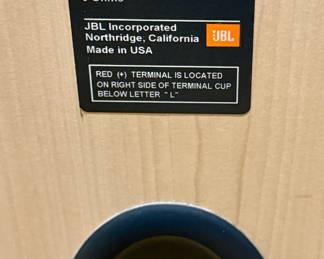 JBL Incorporated
Northridge, California
Made in USA
JBL
RED (+) TERMINAL IS LOCATED
ON RIGHT SIDE OF TERMINAL CUP
BELOW LETTER " L"